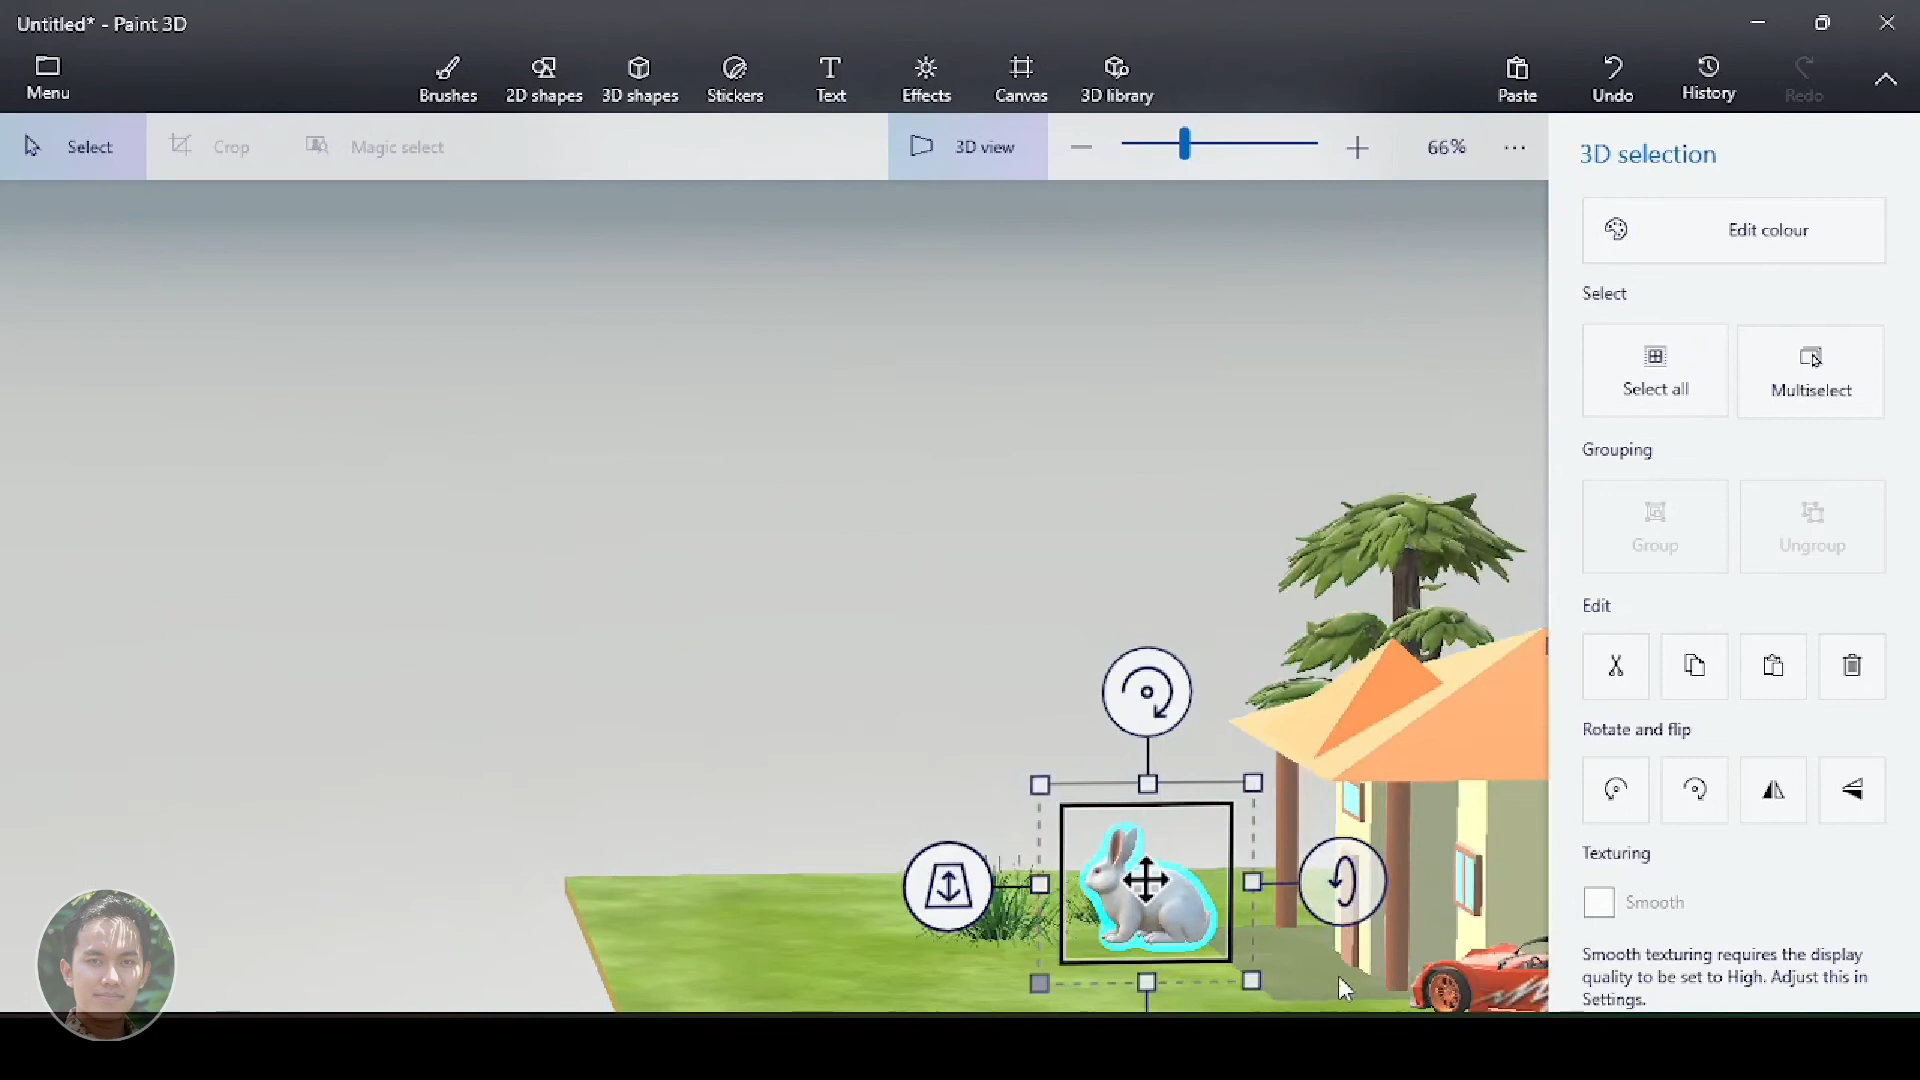 Untitled* - Paint 3D
Menu
Brushes
2D shapes
3D shapes
Stickers
Text
Effects
Canvas
3D library
Paste
Undo
History
Redo
Select
Crop
Magic select
3D view
66%
3D selection
Edit colour
Select
Select all
Multiselect
Grouping
Group
Ungroup
Edit
Rotate and flip
Texturing
Smooth
Smooth texturing requires the display
quality to be set to High. Adjust this in
Settings.